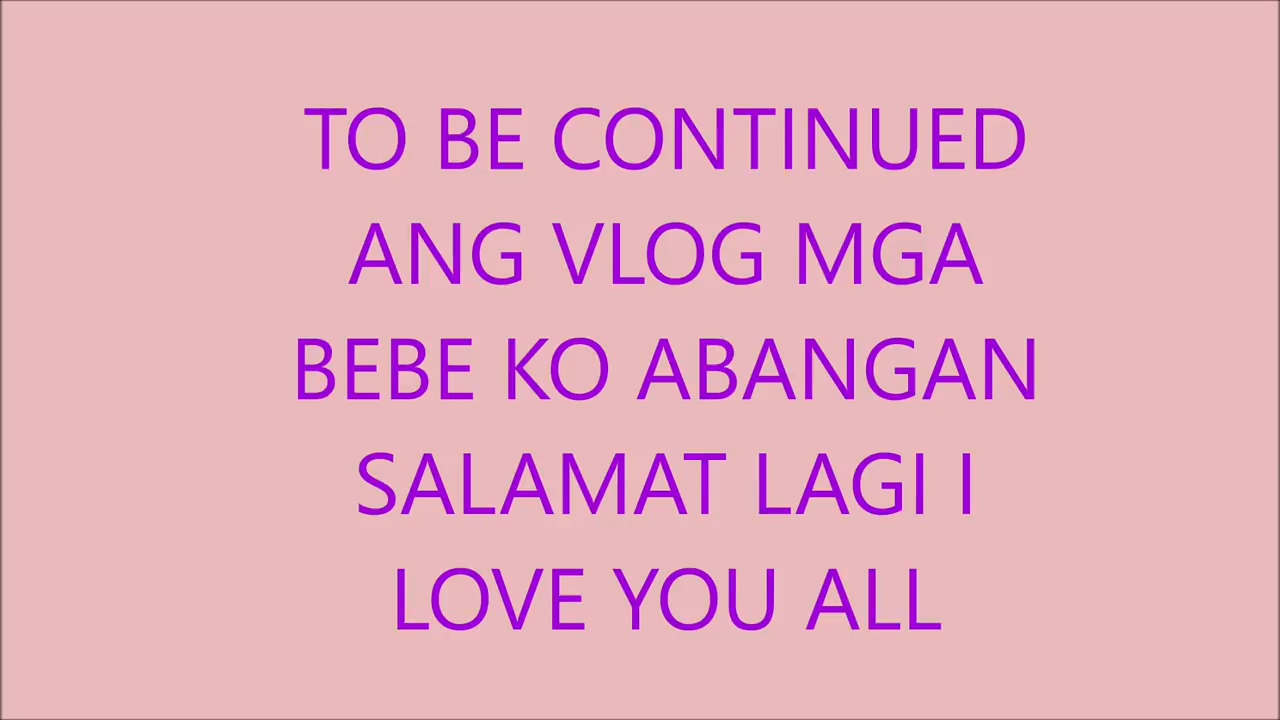 TO BE CONTINUED
ANG VLOG MGA
BEBE KO ABANGAN
SALAMAT LAGI I
LOVE YOU ALL